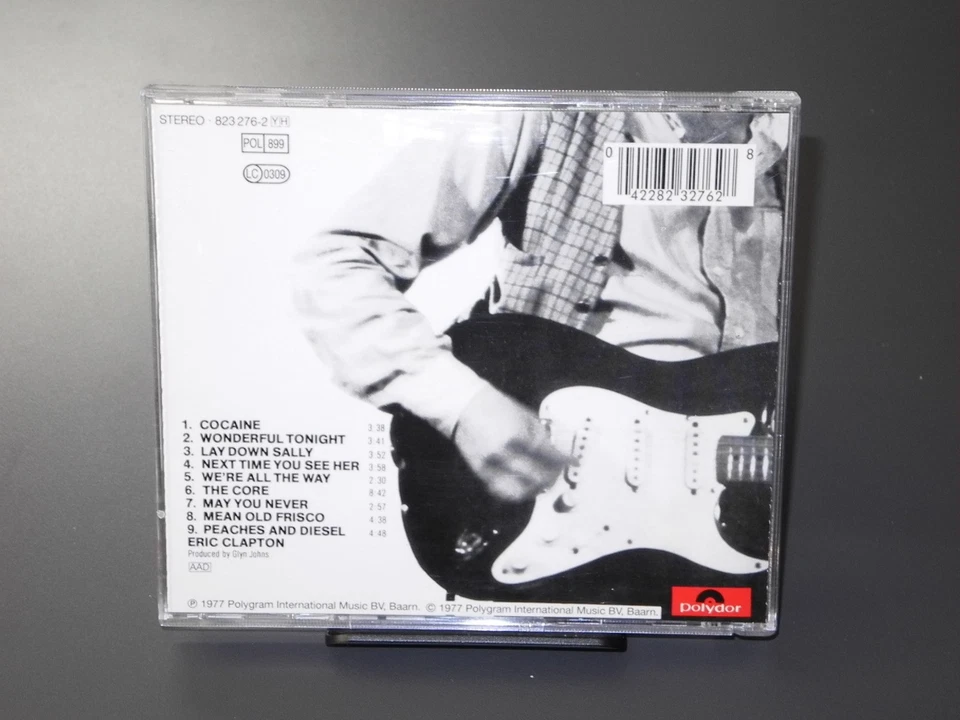 STEREO · 823 276-2 YH
POL 899
LC 0309
0 42282 32762 8
1. COCAINE 3:38
2. WONDERFUL TONIGHT 3:41
3. LAY DOWN SALLY 3:52
4. NEXT TIME YOU SEE HER 3:58
5. WE'RE ALL THE WAY 2:30
6. THE CORE 8:42
7. MAY YOU NEVER 2:57
8. MEAN OLD FRISCO 4:38
9. PEACHES AND DIESEL 4:48
ERIC CLAPTON
Produced by Glyn Johns
AAD
℗ 1977 Polygram International Music BV, Baarn. © 1977 Polygram International Music BV, Baarn.
polydor